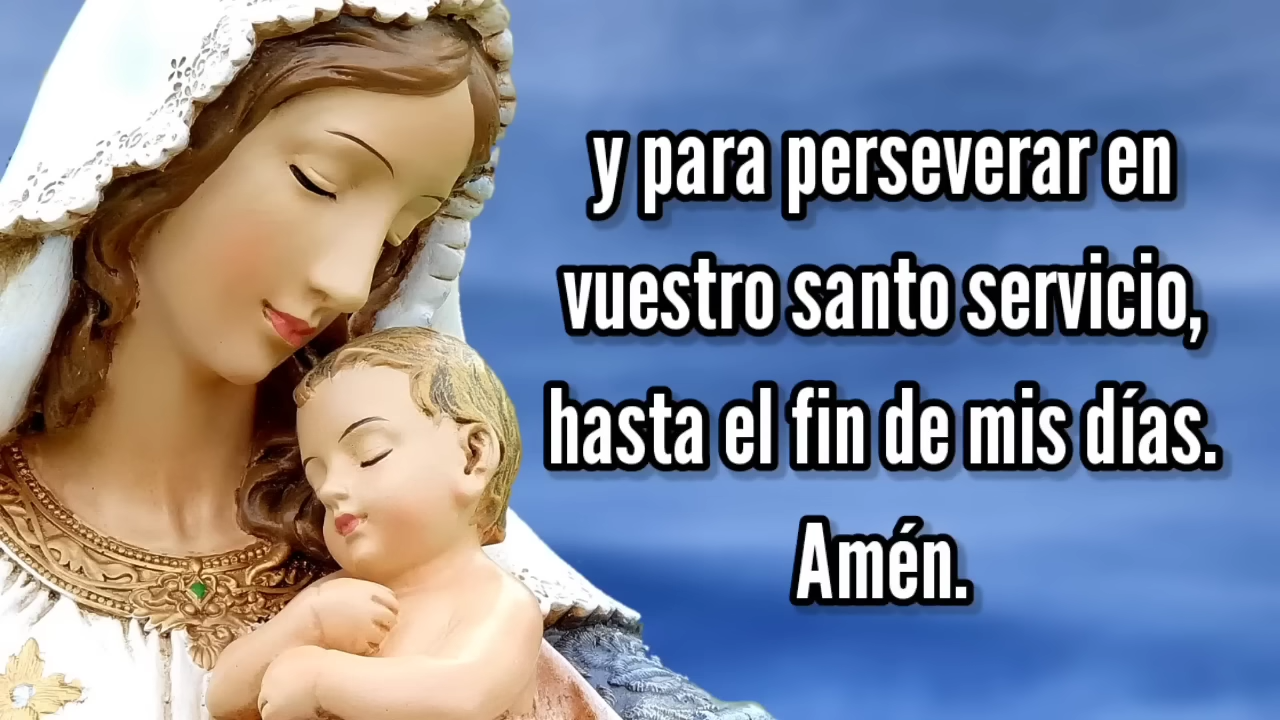 y para perseverar en
vuestro santo servicio,
hasta el fin de mis días.
Amén.